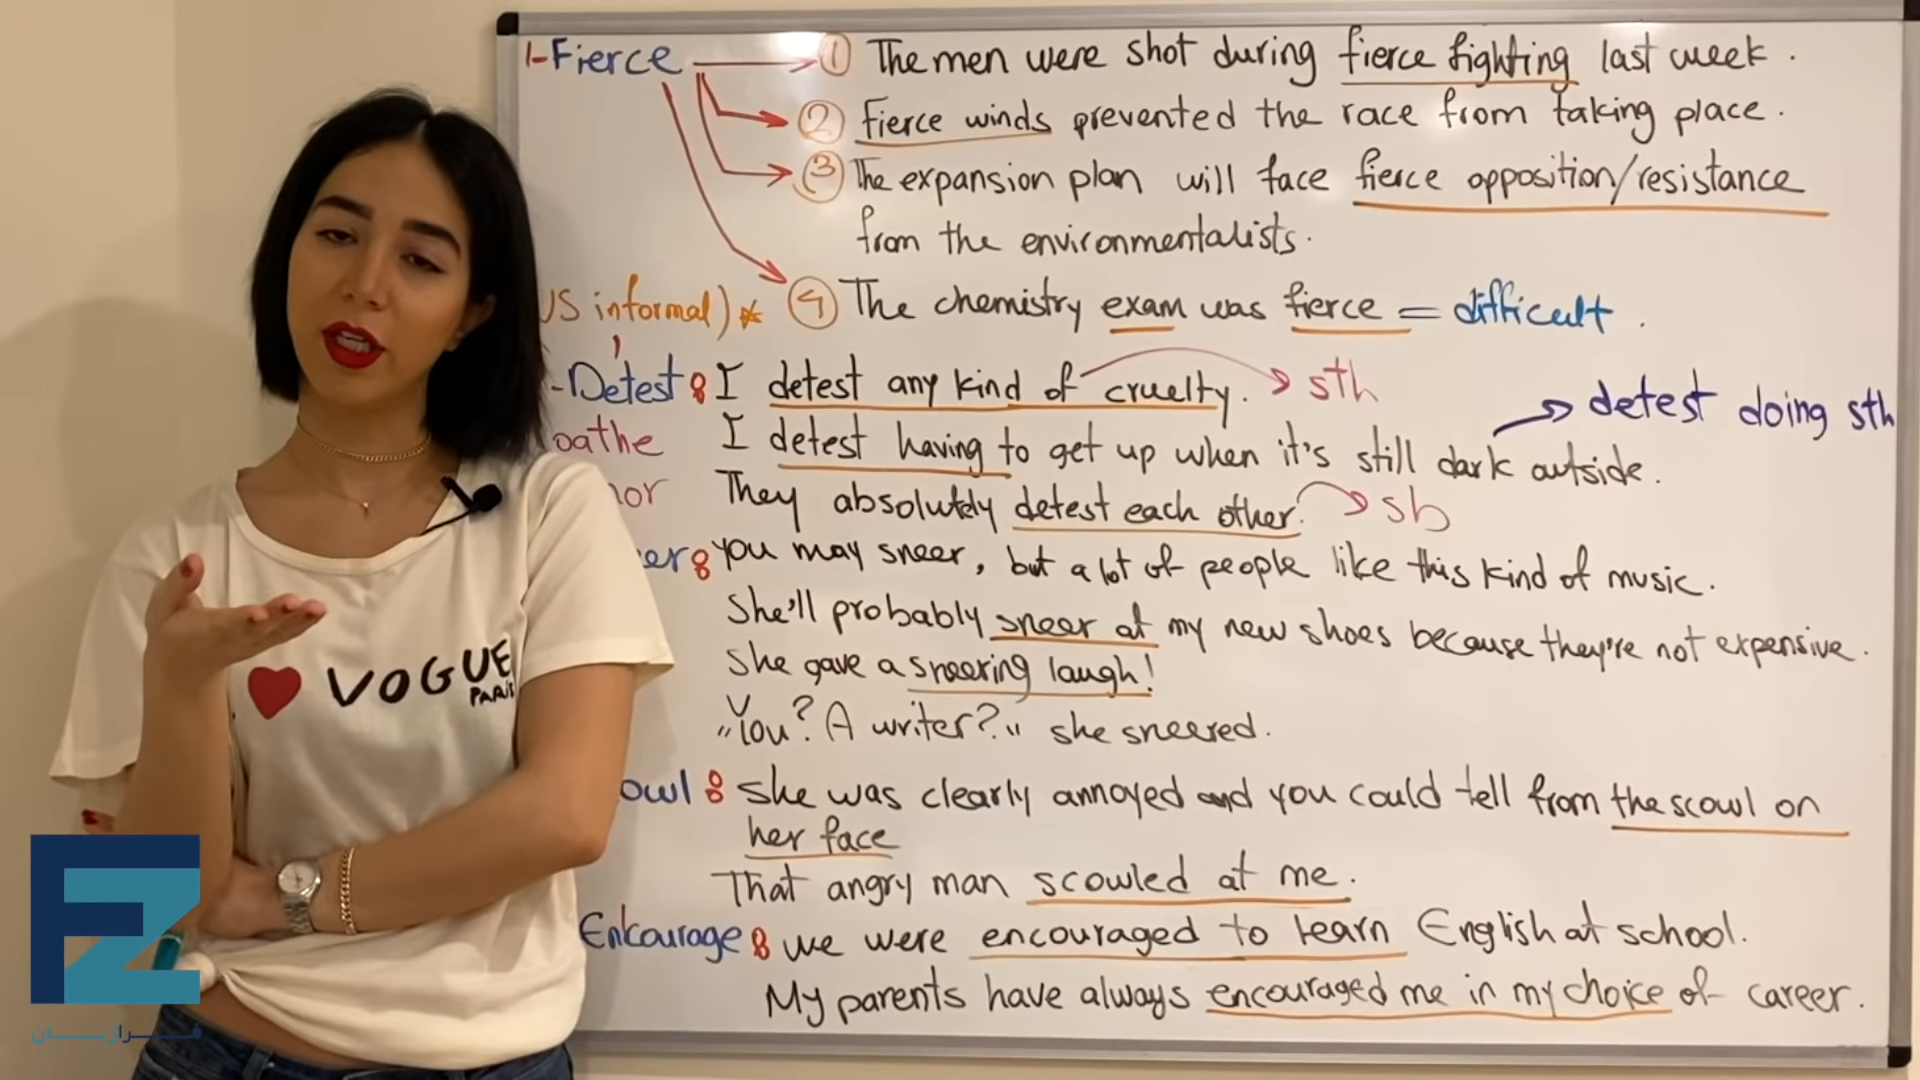 1-Fierce ① The men were shot during fierce fighting last week.
② Fierce winds prevented the race from taking place.
③ The expansion plan will face fierce opposition/resistance
from the environmentalists.
US informal) * ④ The chemistry exam was fierce = difficult.
-Detest: I detest any kind of cruelty. → sth
→ detest doing sth
oathe I detest having to get up when it's still dark outside.
hor They absolutely detest each other. → sb
er: You may sneer, but a lot of people like this kind of music.
She'll probably sneer at my new shoes because they're not expensive.
She gave a sneering laugh!
"You? A writer?" she sneered.
owl: She was clearly annoyed and you could tell from the scowl on
her face
That angry man scowled at me.
Encourage: We were encouraged to learn English at school.
My parents have always encouraged me in my choice of career.
VOGUE
PARIS
FZ
فرازبان